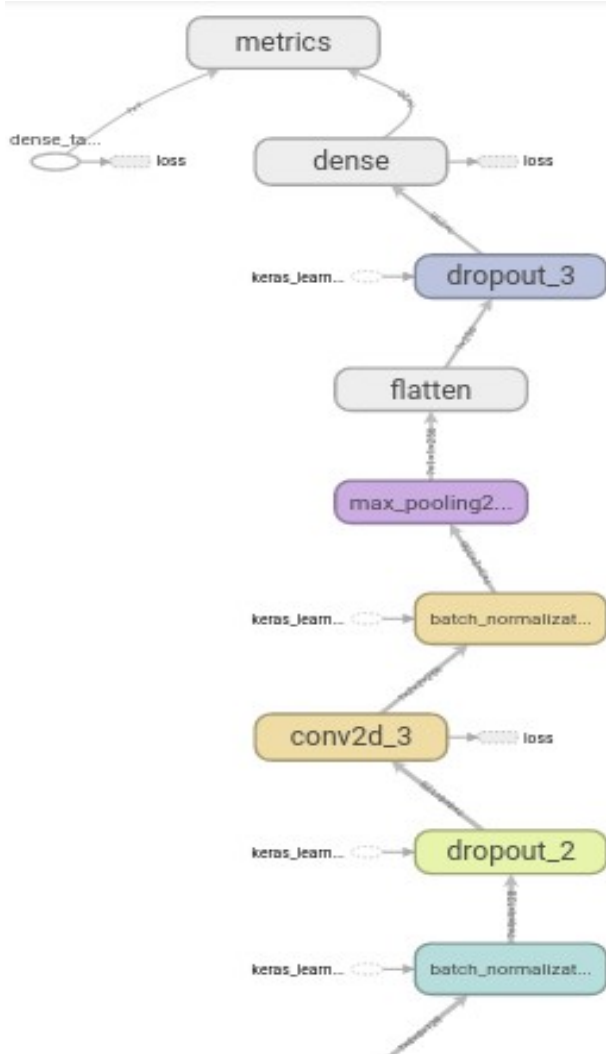 metrics
dense_ta...
loss
dense
loss
keras_learn...
dropout_3
flatten
max_pooling2...
keras_learn...
batch_normalizat...
conv2d_3
loss
keras_learn...
dropout_2
keras_learn...
batch_normalizat...